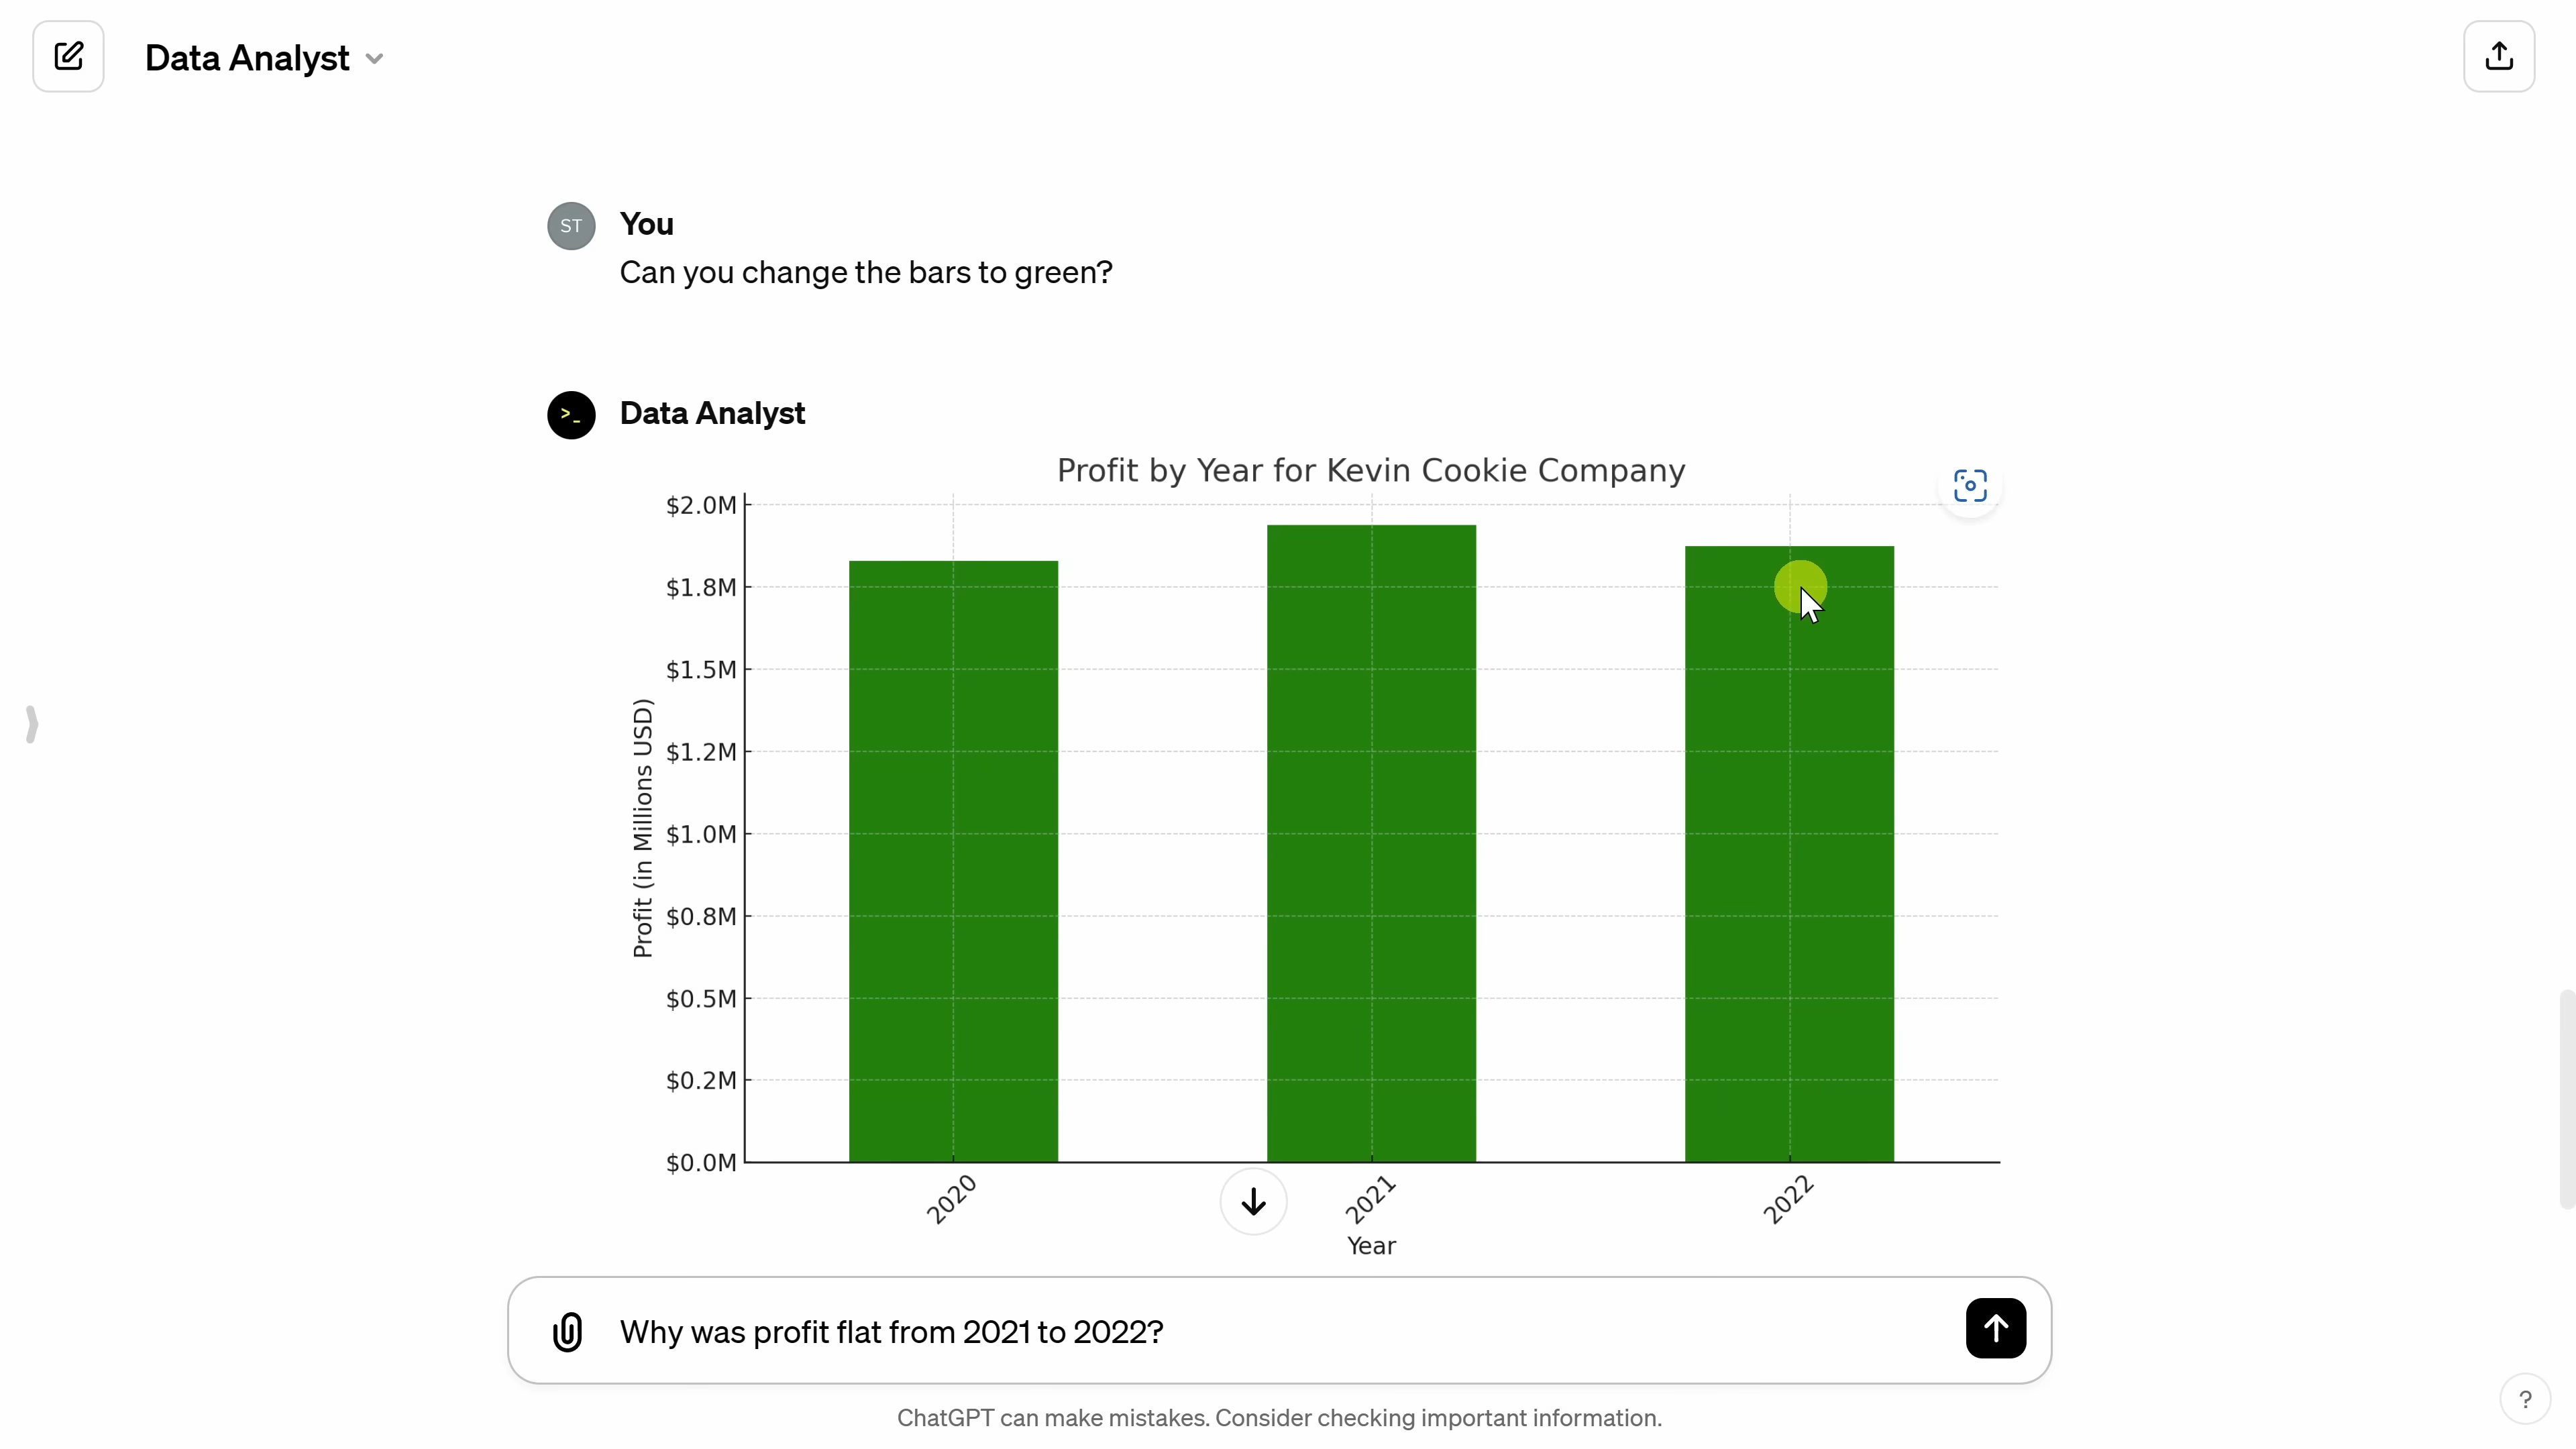 Data Analyst
ST
You
Can you change the bars to green?
>_
Data Analyst
Profit by Year for Kevin Cookie Company
$2.0M
$1.8M
$1.5M
$1.2M
$1.0M
$0.8M
$0.5M
$0.2M
$0.0M
Profit (in Millions USD)
2020
2021
2022
Year
Why was profit flat from 2021 to 2022?
ChatGPT can make mistakes. Consider checking important information.
?